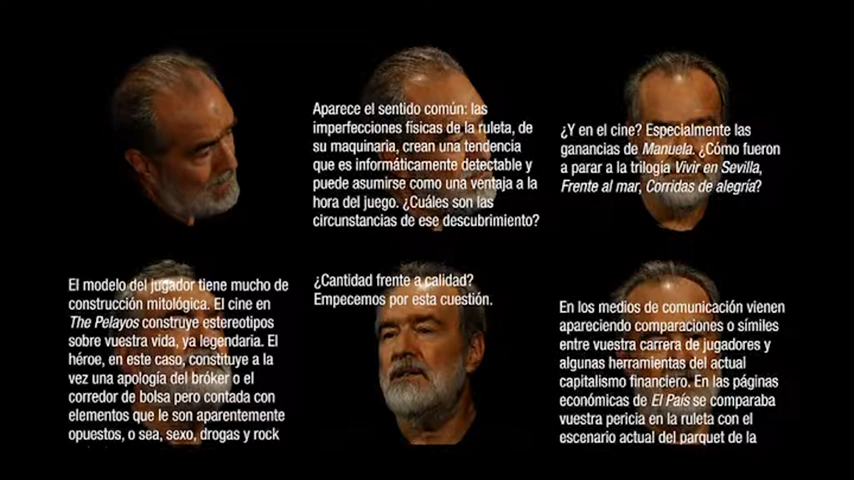 Aparece el sentido común: las
imperfecciones físicas de la ruleta, de
su maquinaria, crean una tendencia
que es informáticamente detectable y
puede asumirse como una ventaja a la
hora del juego. ¿Cuáles son las
circunstancias de ese descubrimiento?
¿Y en el cine? Especialmente las
ganancias de Manuela. ¿Cómo fueron
a parar a la trilogía Vivir en Sevilla,
Frente al mar, Corridas de alegría?
El modelo del jugador tiene mucho de
construcción mitológica. El cine en
The Pelayos construye estereotipos
sobre vuestra vida, ya legendaria. El
héroe, en este caso, constituye a la
vez una apología del bróker o el
corredor de bolsa pero contada con
elementos que le son aparentemente
opuestos, o sea, sexo, drogas y rock
¿Cantidad frente a calidad?
Empecemos por esta cuestión.
En los medios de comunicación vienen
apareciendo comparaciones o símiles
entre vuestra carrera de jugadores y
algunas herramientas del actual
capitalismo financiero. En las páginas
económicas de El País se comparaba
vuestra pericia en la ruleta con el
escenario actual del parquet de la